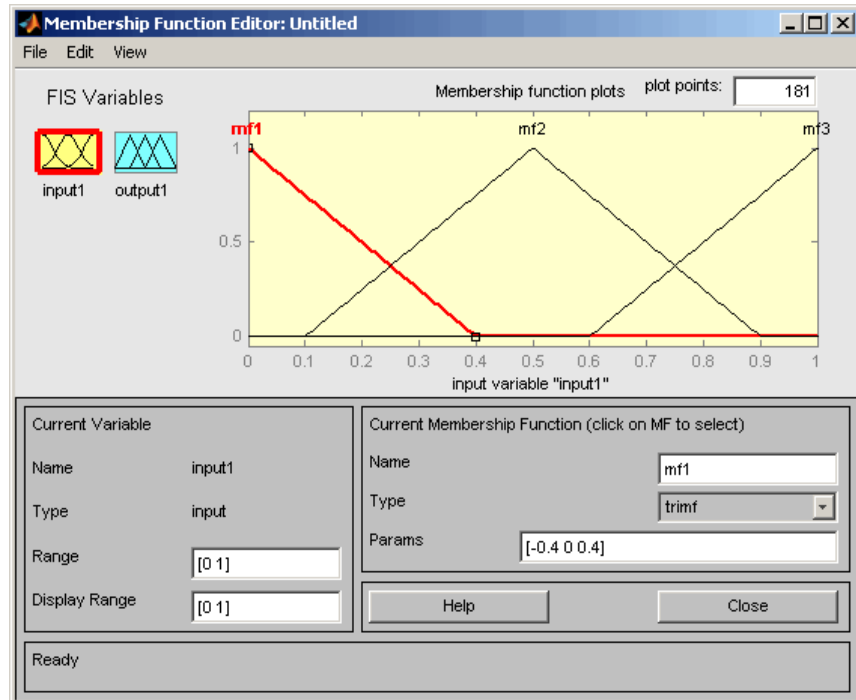 Membership Function Editor: Untitled
File Edit View
FIS Variables
input1 output1
Membership function plots plot points: 181
mf1 mf2 mf3
1
0.5
0
0 0.1 0.2 0.3 0.4 0.5 0.6 0.7 0.8 0.9 1
input variable "input1"
Current Variable
Name input1
Type input
Range [0 1]
Display Range [0 1]
Current Membership Function (click on MF to select)
Name mf1
Type trimf
Params [-0.4 0 0.4]
Help Close
Ready